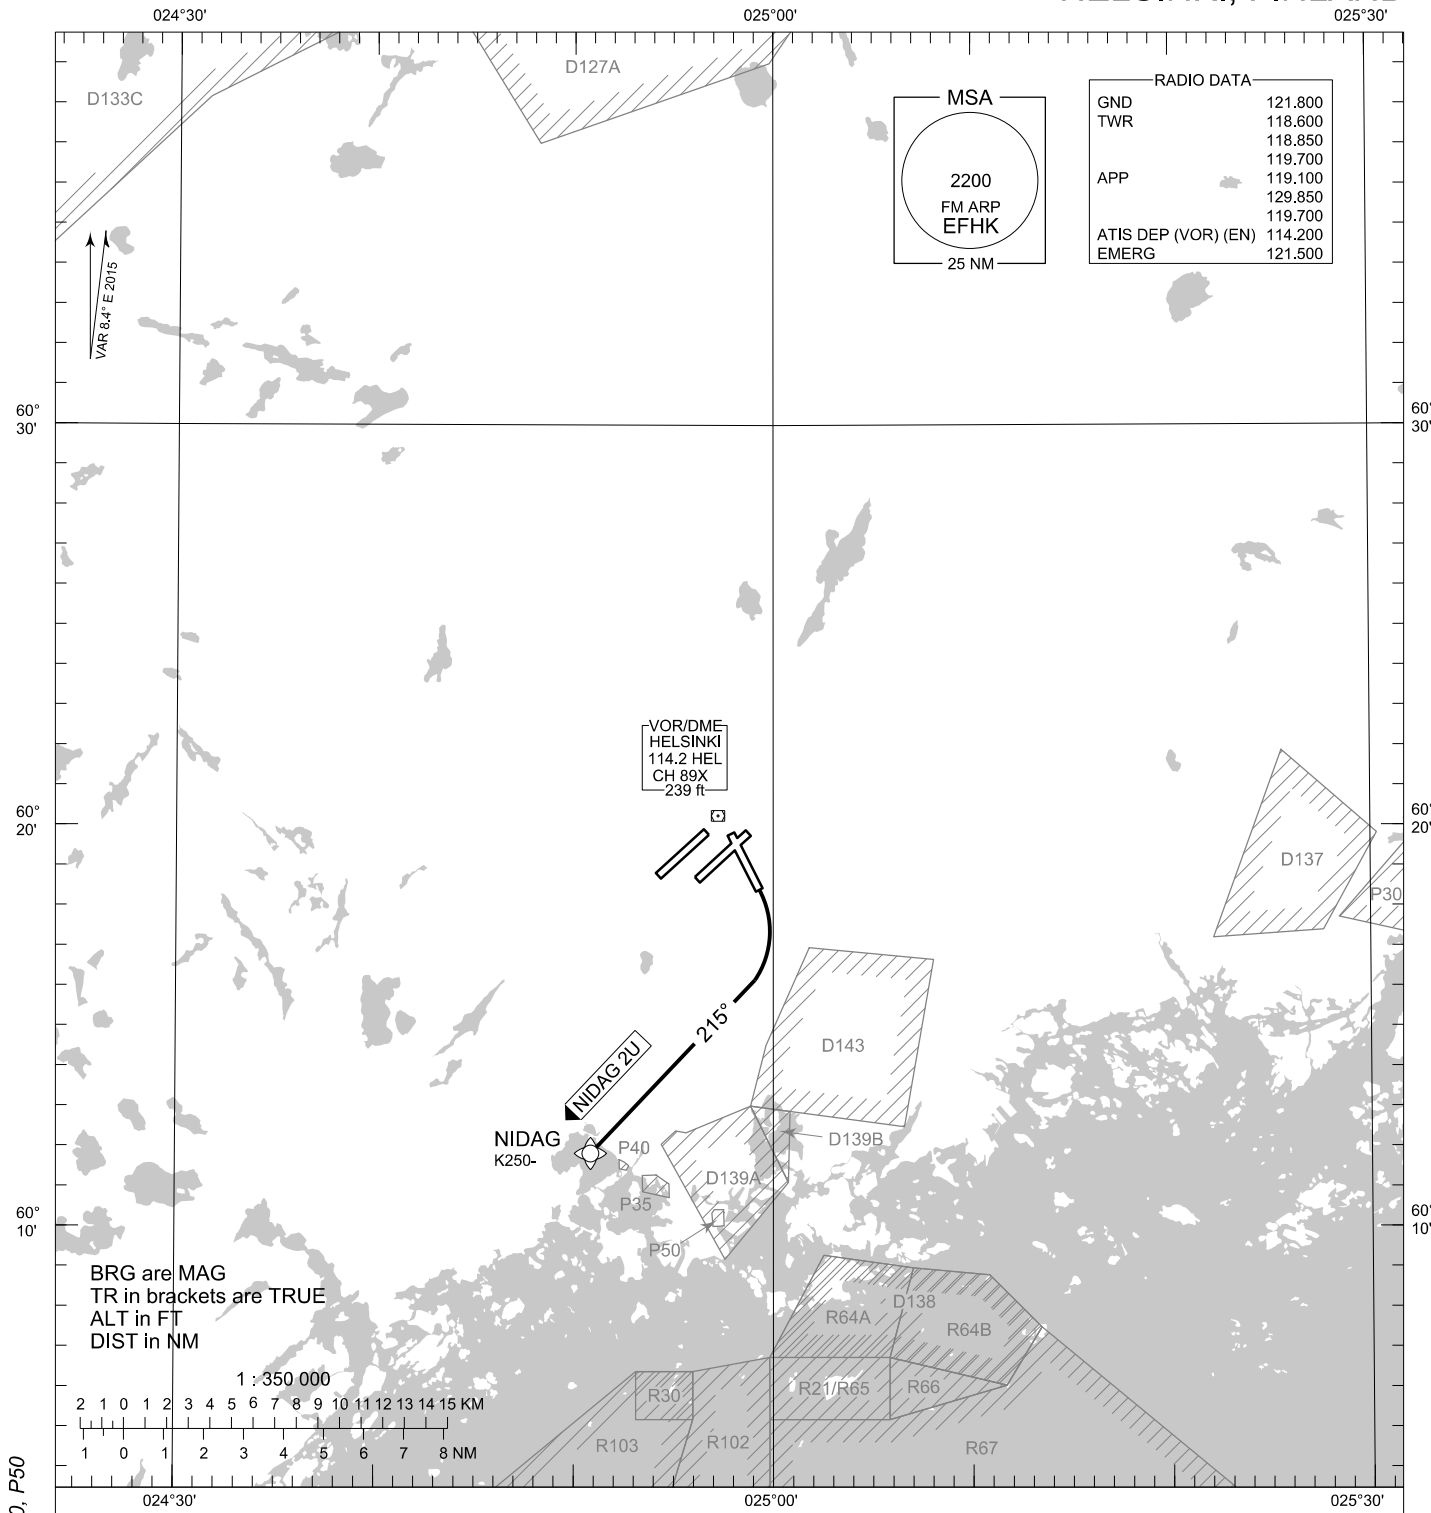 024°30'
025°00'
025°30'
D133C
D127A
MSA
2200
FM ARP
EFHK
25 NM
RADIO DATA
GND 121.800
TWR 118.600
118.850
119.700
APP 119.100
129.850
119.700
ATIS DEP (VOR) (EN) 114.200
EMERG 121.500
VAR 8.4° E 2015
60°
30'
60°
30'
VOR/DME
HELSINKI
114.2 HEL
CH 89X
239 ft
60°
20'
60°
20'
D137
P30
215°
D143
NIDAG 2U
NIDAG
K250-
P40
D139B
D139A
P35
P50
60°
10'
60°
10'
BRG are MAG
TR in brackets are TRUE
ALT in FT
DIST in NM
D138
R64A
R64B
1 : 350 000
2 1 0 1 2 3 4 5 6 7 8 9 10 11 12 13 14 15 KM
1 0 1 2 3 4 5 6 7 8 NM
R30
R21/R65
R66
R103
R102
R67
, P50
024°30'
025°00'
025°30'